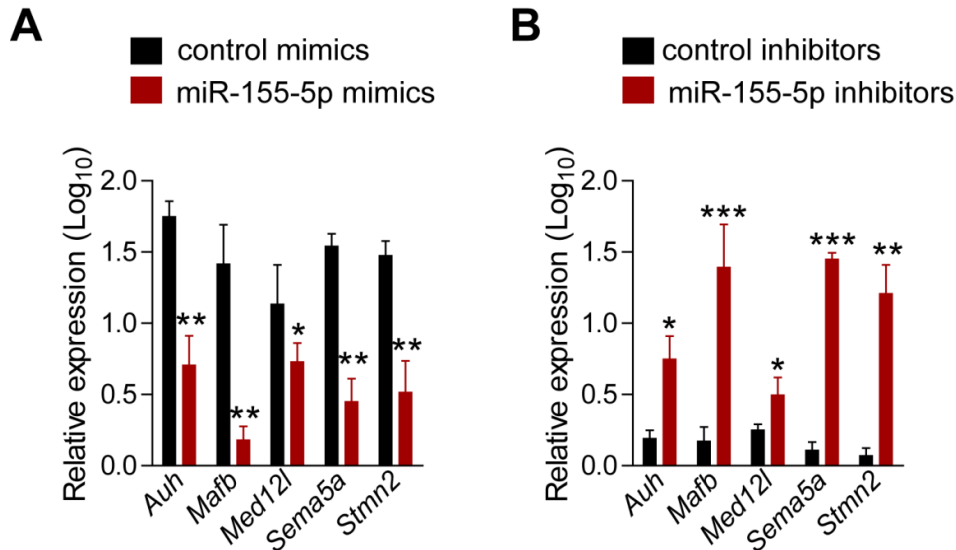 A
control mimics
miR-155-5p mimics
Relative expression (Log10)
2.0
1.5
1.0
0.5
0.0
**
**
*
**
**
Auh
Mafb
Med12l
Sema5a
Stmn2
B
control inhibitors
miR-155-5p inhibitors
Relative expression (Log10)
2.0
1.5
1.0
0.5
0.0
*
***
*
***
**
Auh
Mafb
Med12l
Sema5a
Stmn2